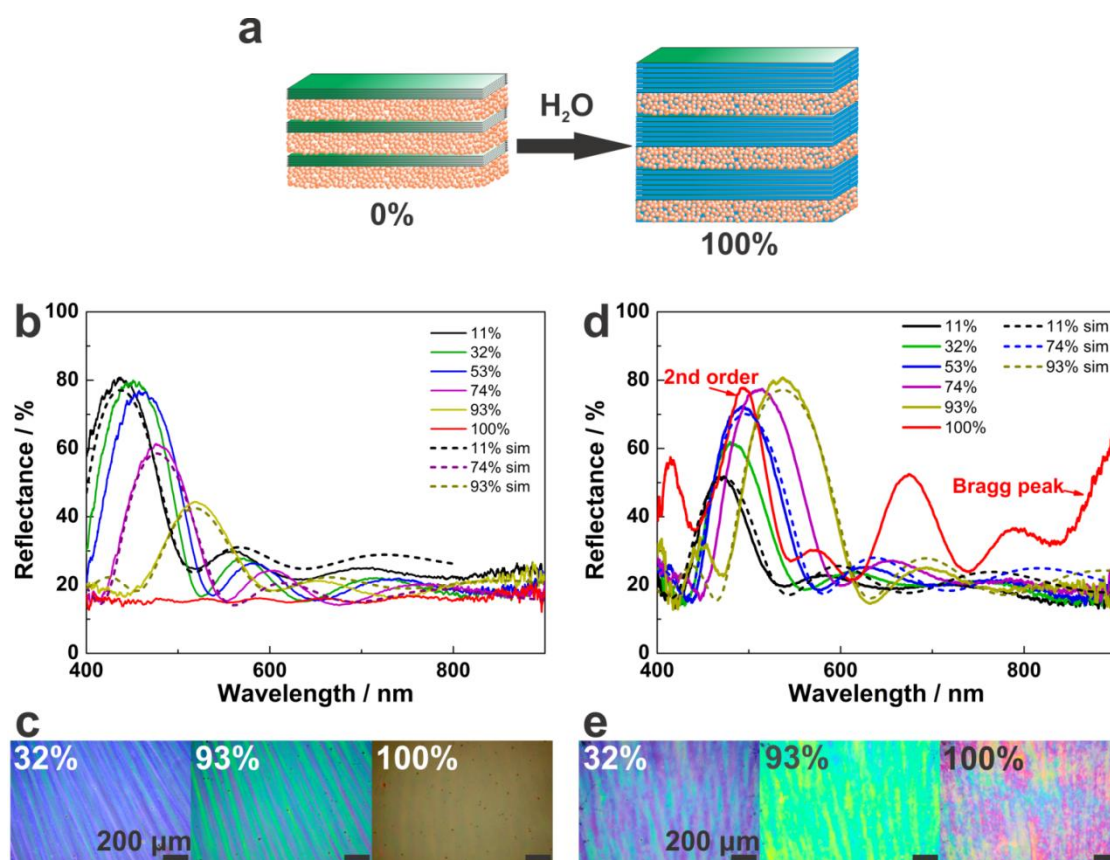 a
H₂O
0%
100%
b
100
80
60
40
20
0
Reflectance / %
400
600
800
Wavelength / nm
11%
32%
53%
74%
93%
100%
11% sim
74% sim
93% sim
d
100
80
60
40
20
0
Reflectance / %
400
600
800
Wavelength / nm
11%
32%
53%
74%
93%
100%
11% sim
74% sim
93% sim
2nd order
Bragg peak
c
32%
93%
100%
200 µm
e
32%
93%
100%
200 µm